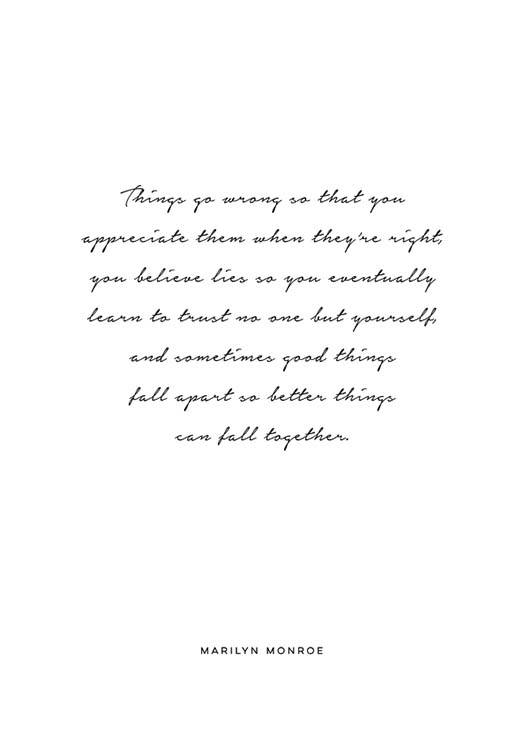 Things go wrong so that you
appreciate them when they're right,
you believe lies so you eventually
learn to trust no one but yourself,
and sometimes good things
fall apart so better things
can fall together.
MARILYN MONROE